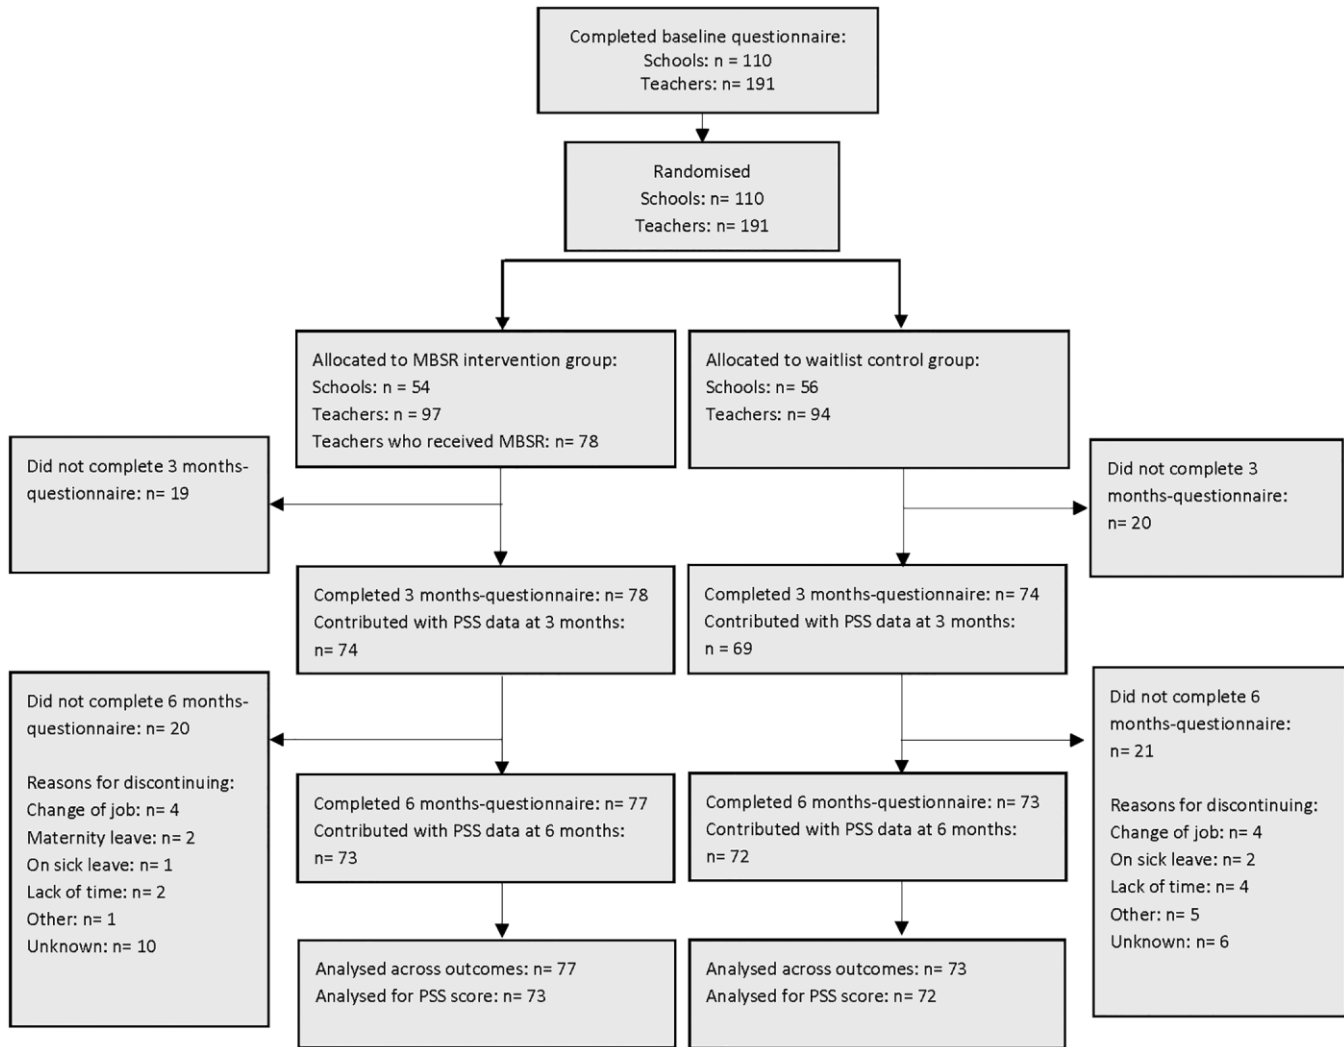 Completed baseline questionnaire:
Schools: n = 110
Teachers: n= 191
Randomised
Schools: n= 110
Teachers: n= 191
Allocated to MBSR intervention group:
Schools: n = 54
Teachers: n = 97
Teachers who received MBSR: n= 78
Allocated to waitlist control group:
Schools: n= 56
Teachers: n= 94
Did not complete 3 months-
questionnaire: n= 19
Did not complete 3
months-questionnaire:
n= 20
Completed 3 months-questionnaire: n= 78
Contributed with PSS data at 3 months:
n= 74
Completed 3 months-questionnaire: n= 74
Contributed with PSS data at 3 months:
n = 69
Did not complete 6 months-
questionnaire: n= 20
Reasons for discontinuing:
Change of job: n= 4
Maternity leave: n= 2
On sick leave: n= 1
Lack of time: n= 2
Other: n= 1
Unknown: n= 10
Did not complete 6
months-questionnaire:
n= 21
Reasons for discontinuing:
Change of job: n= 4
On sick leave: n= 2
Lack of time: n= 4
Other: n= 5
Unknown: n= 6
Completed 6 months-questionnaire: n= 77
Contributed with PSS data at 6 months:
n= 73
Completed 6 months-questionnaire: n= 73
Contributed with PSS data at 6 months:
n= 72
Analysed across outcomes: n= 77
Analysed for PSS score: n= 73
Analysed across outcomes: n= 73
Analysed for PSS score: n= 72